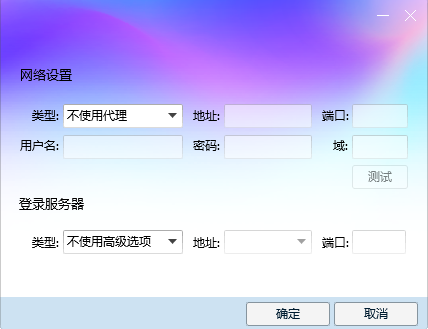 网络设置
类型: 不使用代理 地址: 端口:
用户名: 密码: 域:
测试
登录服务器
类型: 不使用高级选项 地址: 端口:
确定 取消